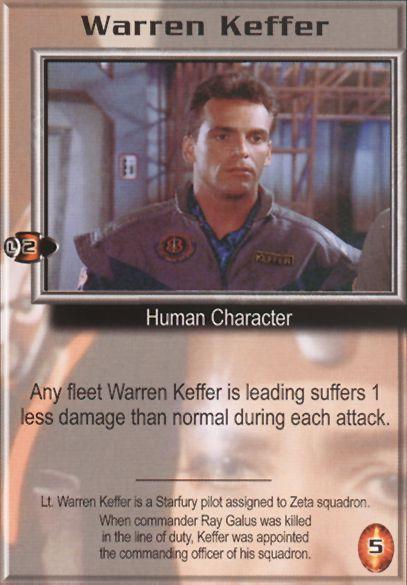 Warren Keffer
KEFFER
L 2
Human Character
Any fleet Warren Keffer is leading suffers 1
less damage than normal during each attack.
Lt. Warren Keffer is a Starfury pilot assigned to Zeta squadron.
When commander Ray Galus was killed
in the line of duty, Keffer was appointed
the commanding officer of his squadron.
5